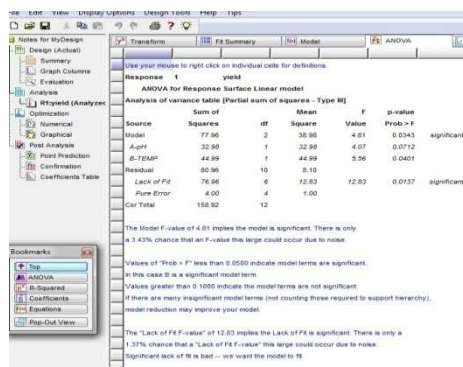 File Edit View Display Options Design Tools Help Tips
Notes for MyDesign
Design (Actual)
Summary
Graph Columns
Evaluation
Analysis
R1:yield (Analyzed
Optimization
Numerical
Graphical
Post Analysis
Point Prediction
Confirmation
Coefficients Table
Transform Fit Summary Model ANOVA
Use your mouse to right click on individual cells for definitions.
Response 1 yield
ANOVA for Response Surface Linear model
Analysis of variance table [Partial sum of squares - Type III]
Sum of Mean F p-value
Source Squares df Square Value Prob > F
Model 77.96 2 38.98 4.81 0.0343 significant
A-pH 32.98 1 32.98 4.07 0.0712
B-TEMP 44.99 1 44.99 5.56 0.0401
Residual 80.96 10 8.10
Lack of Fit 76.96 6 12.83 12.83 0.0137 significant
Pure Error 4.00 4 1.00
Cor Total 158.92 12
The Model F-value of 4.81 implies the model is significant. There is only
a 3.43% chance that an F-value this large could occur due to noise.
Values of "Prob > F" less than 0.0500 indicate model terms are significant.
In this case B is a significant model term.
Values greater than 0.1000 indicate the model terms are not significant.
If there are many insignificant model terms (not counting those required to support hierarchy),
model reduction may improve your model.
The "Lack of Fit F-value" of 12.83 implies the Lack of Fit is significant. There is only a
1.37% chance that a "Lack of Fit F-value" this large could occur due to noise.
Significant lack of fit is bad -- we want the model to fit.
Bookmarks
Top
ANOVA
R-Squared
Coefficients
Equations
Pop-Out View